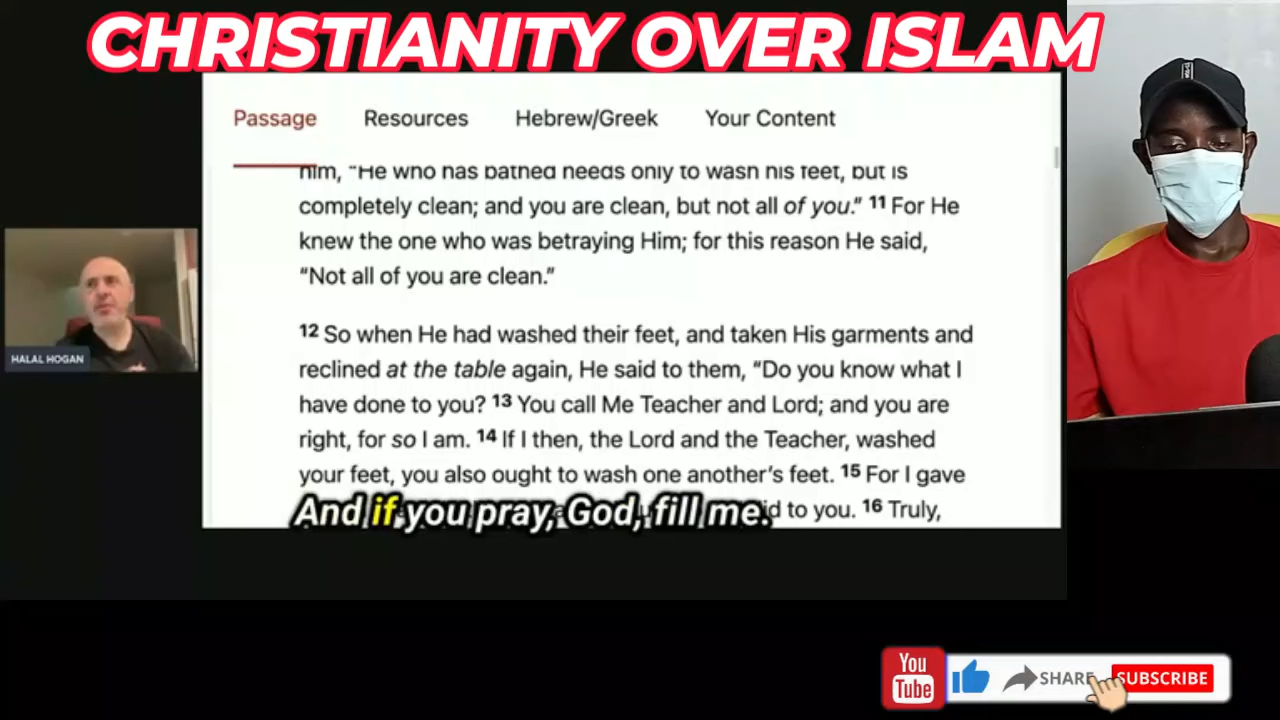 CHRISTIANITY OVER ISLAM
Passage Resources Hebrew/Greek Your Content
him, “He who has bathed needs only to wash his feet, but is
completely clean; and you are clean, but not all of you.” 11 For He
knew the one who was betraying Him; for this reason He said,
“Not all of you are clean.”
12 So when He had washed their feet, and taken His garments and
reclined at the table again, He said to them, “Do you know what I
have done to you? 13 You call Me Teacher and Lord; and you are
right, for so I am. 14 If I then, the Lord and the Teacher, washed
your feet, you also ought to wash one another’s feet. 15 For I gave
to you. 16 Truly,
And if you pray, God, fill me.
HALAL HOGAN
You
Tube
SHARE
SUBSCRIBE